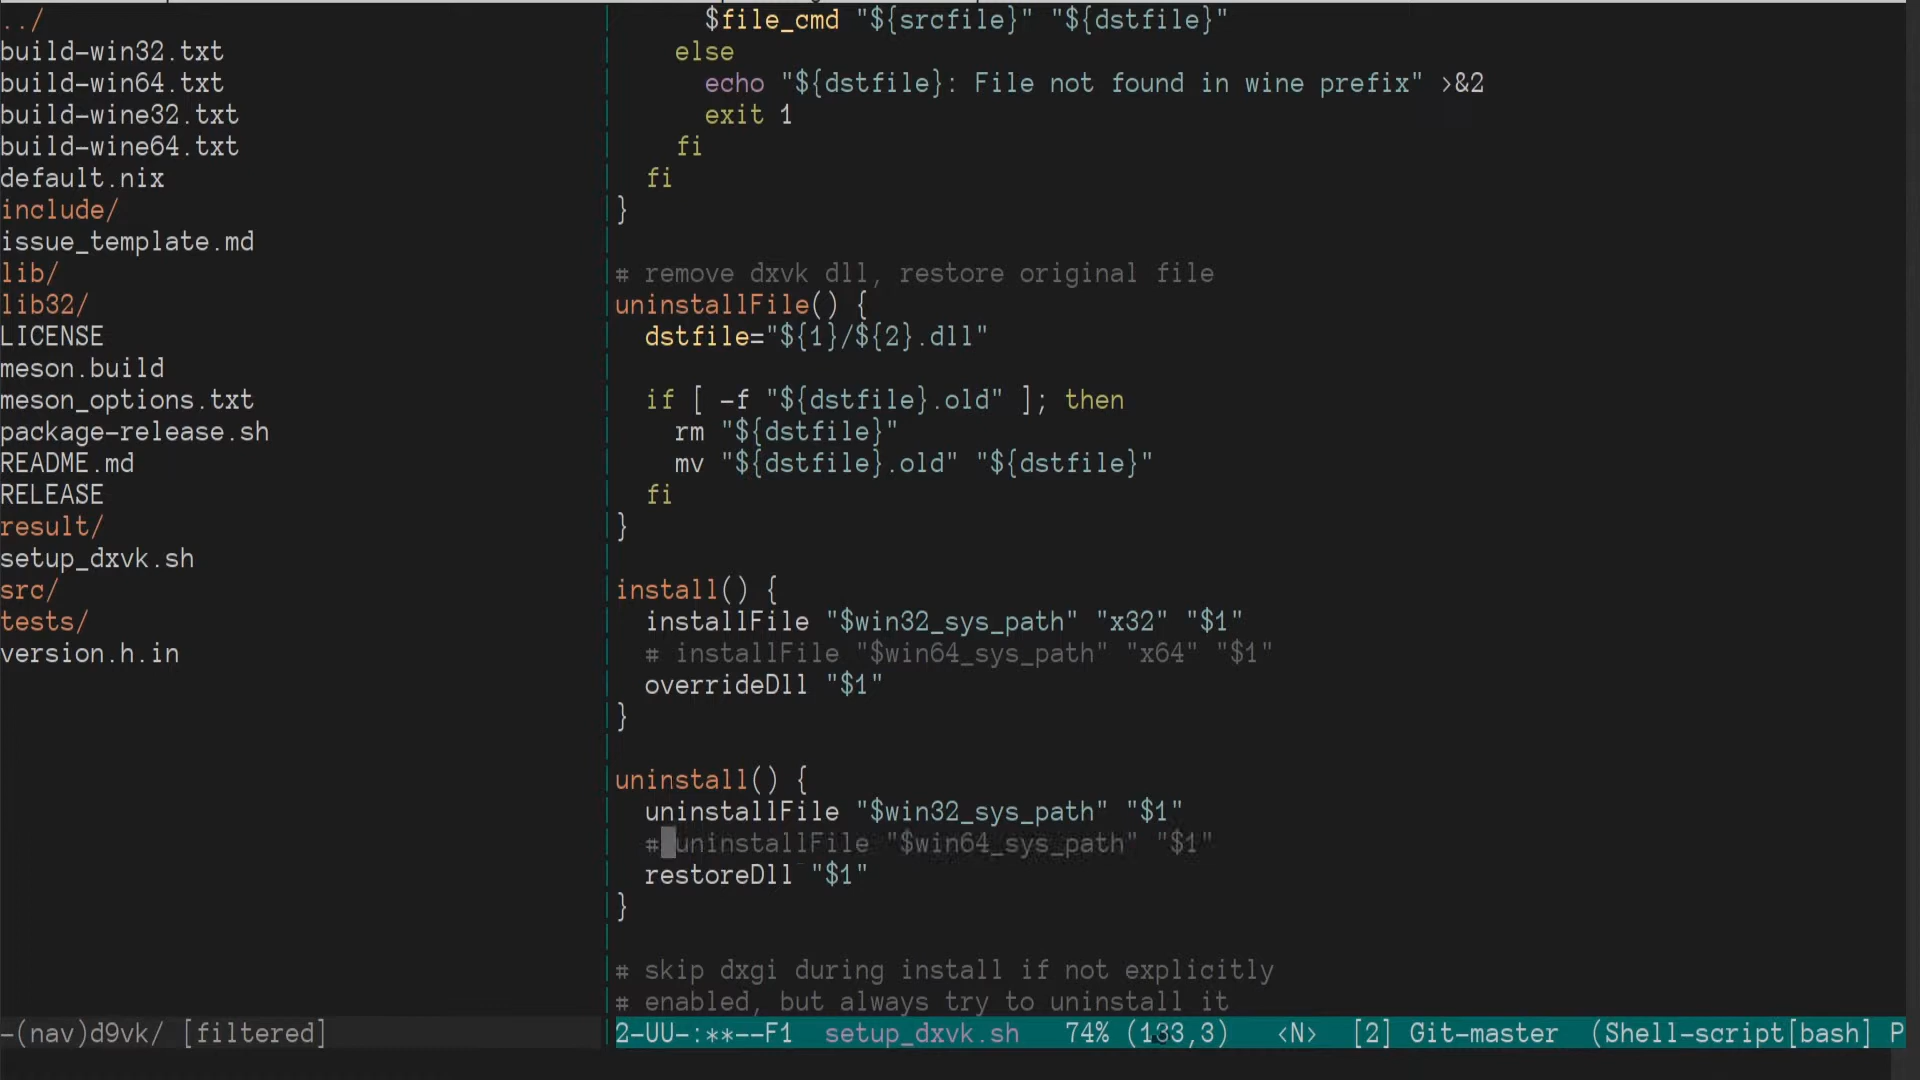 ../
build-win32.txt
build-win64.txt
build-wine32.txt
build-wine64.txt
default.nix
include/
issue_template.md
lib/
lib32/
LICENSE
meson.build
meson_options.txt
package-release.sh
README.md
RELEASE
result/
setup_dxvk.sh
src/
tests/
version.h.in
-(nav)d9vk/ [filtered]
$file_cmd "${srcfile}" "${dstfile}"
else
echo "${dstfile}: File not found in wine prefix" >&2
exit 1
fi
fi
}
# remove dxvk dll, restore original file
uninstallFile() {
dstfile="${1}/${2}.dll"
if [ -f "${dstfile}.old" ]; then
rm "${dstfile}"
mv "${dstfile}.old" "${dstfile}"
fi
}
install() {
installFile "$win32_sys_path" "x32" "$1"
# installFile "$win64_sys_path" "x64" "$1"
overrideDll "$1"
}
uninstall() {
uninstallFile "$win32_sys_path" "$1"
# uninstallFile "$win64_sys_path" "$1"
restoreDll "$1"
}
# skip dxgi during install if not explicitly
# enabled, but always try to uninstall it
2-UU-:**--F1 setup_dxvk.sh 74% (133,3) <N> [2] Git-master (Shell-script[bash] P